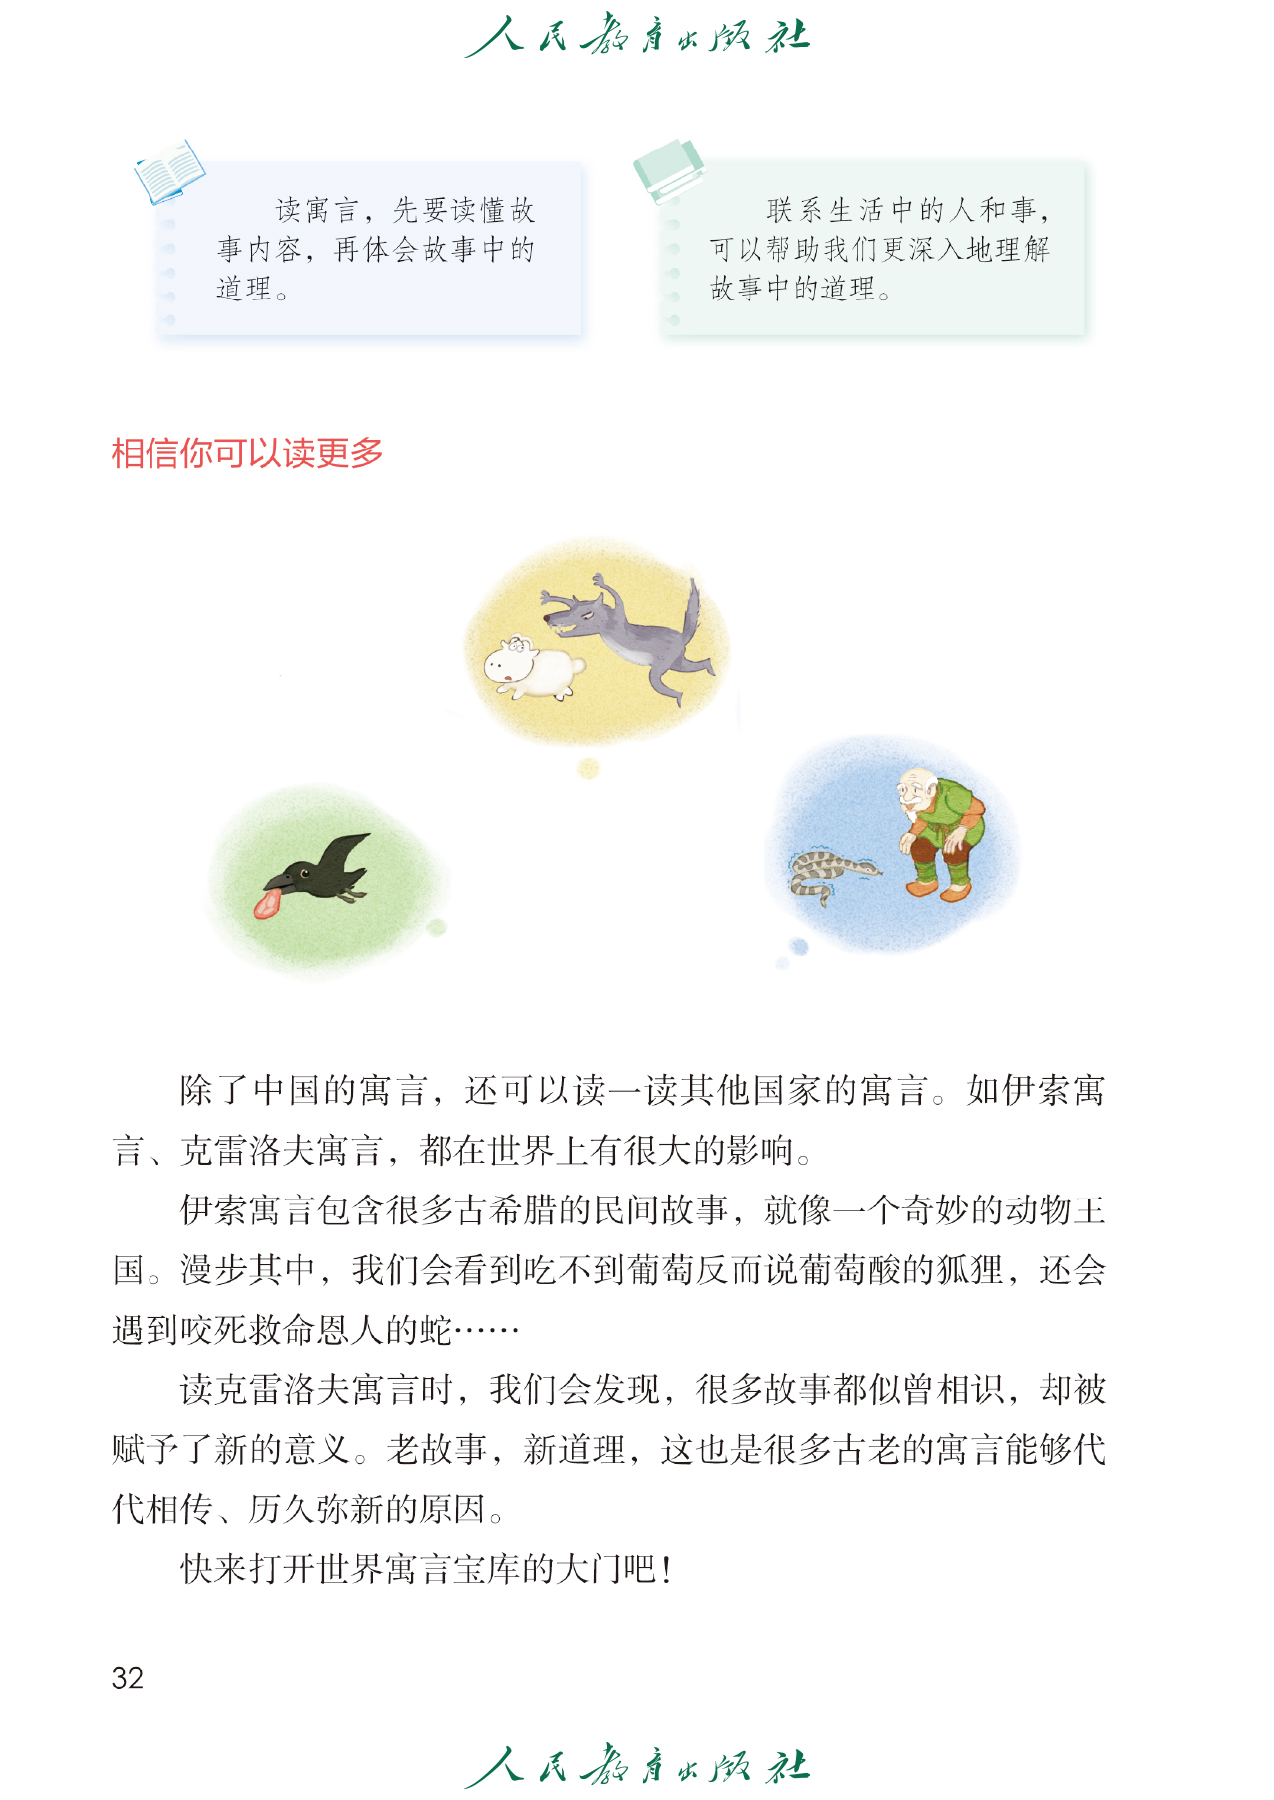 人民教育出版社
读寓言，先要读懂故
事内容，再体会故事中的
道理。
联系生活中的人和事，
可以帮助我们更深入地理解
故事中的道理。
相信你可以读更多
除了中国的寓言，还可以读一读其他国家的寓言。如伊索寓
言、克雷洛夫寓言，都在世界上有很大的影响。
伊索寓言包含很多古希腊的民间故事，就像一个奇妙的动物王
国。漫步其中，我们会看到吃不到葡萄反而说葡萄酸的狐狸，还会
遇到咬死救命恩人的蛇……
读克雷洛夫寓言时，我们会发现，很多故事都似曾相识，却被
赋予了新的意义。老故事，新道理，这也是很多古老的寓言能够代
代相传、历久弥新的原因。
快来打开世界寓言宝库的大门吧！
32
人民教育出版社